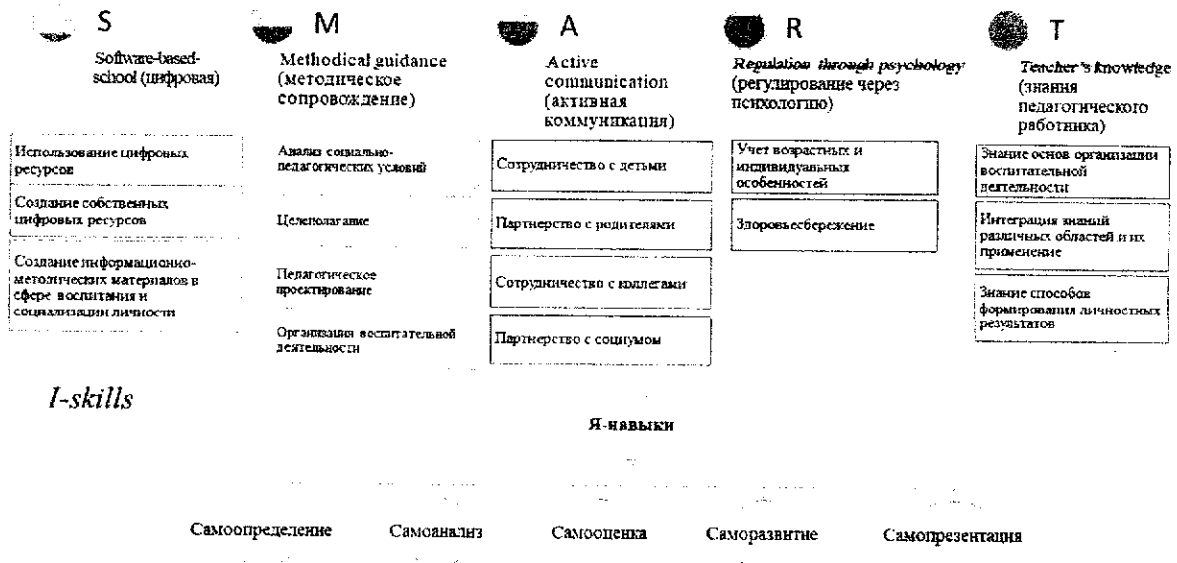 S
Software-based-
school (цифровая)
Использование цифровых
ресурсов
Создание собственных
цифровых ресурсов
Создание информационно-
методических материалов в
сфере воспитания и
социализации личности
M
Methodical guidance
(методическое
сопровождение)
Анализ социально-
педагогических условий
Целеполагание
Педагогическое
проектирование
Организация воспитательной
деятельности
A
Active
communication
(активная
коммуникация)
Сотрудничество с детьми
Партнерство с родителями
Сотрудничество с коллегами
Партнерство с социумом
R
Regulation through psychology
(регулирование через
психологию)
Учет возрастных и
индивидуальных
особенностей
Здоровьесбережение
T
Teacher's knowledge
(знания
педагогического
работника)
Знание основ организации
воспитательной
деятельности
Интеграция знаний
различных областей и их
применение
Знание способов
формирования личностных
результатов
I-skills
Я-навыки
Самоопределение
Самоанализ
Самооценка
Саморазвитие
Самопрезентация